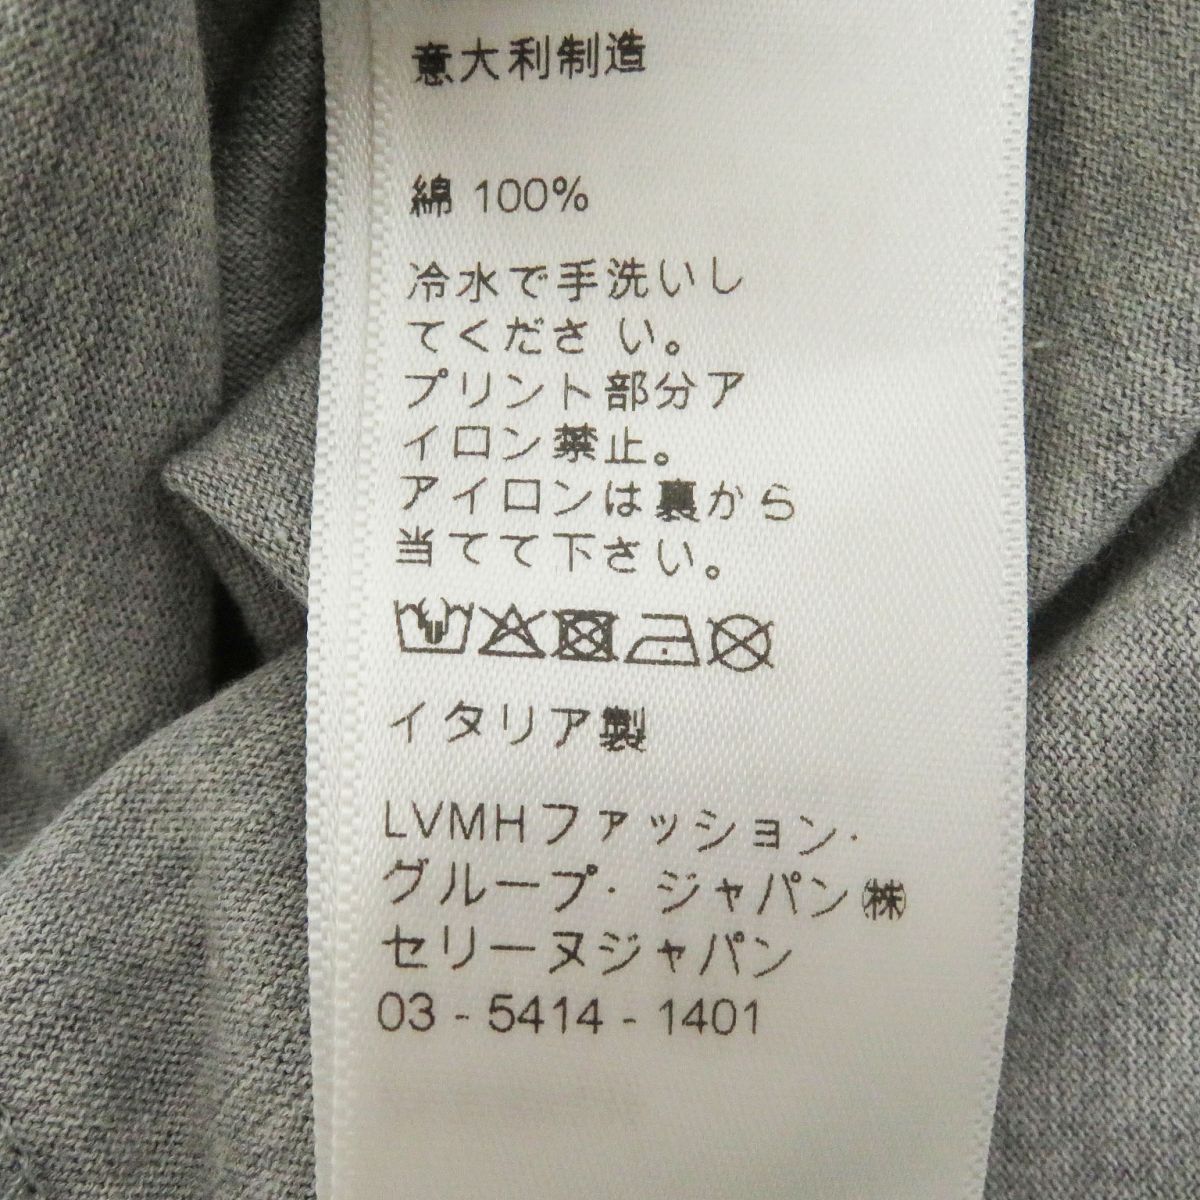 意大利制造
綿 100%
冷水で手洗いし
てくださ い。
プリント部分ア
イロン禁止。
アイロンは裏から
当てて下さい。
イタリア製
LVMHファッション・
グループ・ ジャパン㈱
セリーヌジャパン
03 - 5414 - 1401